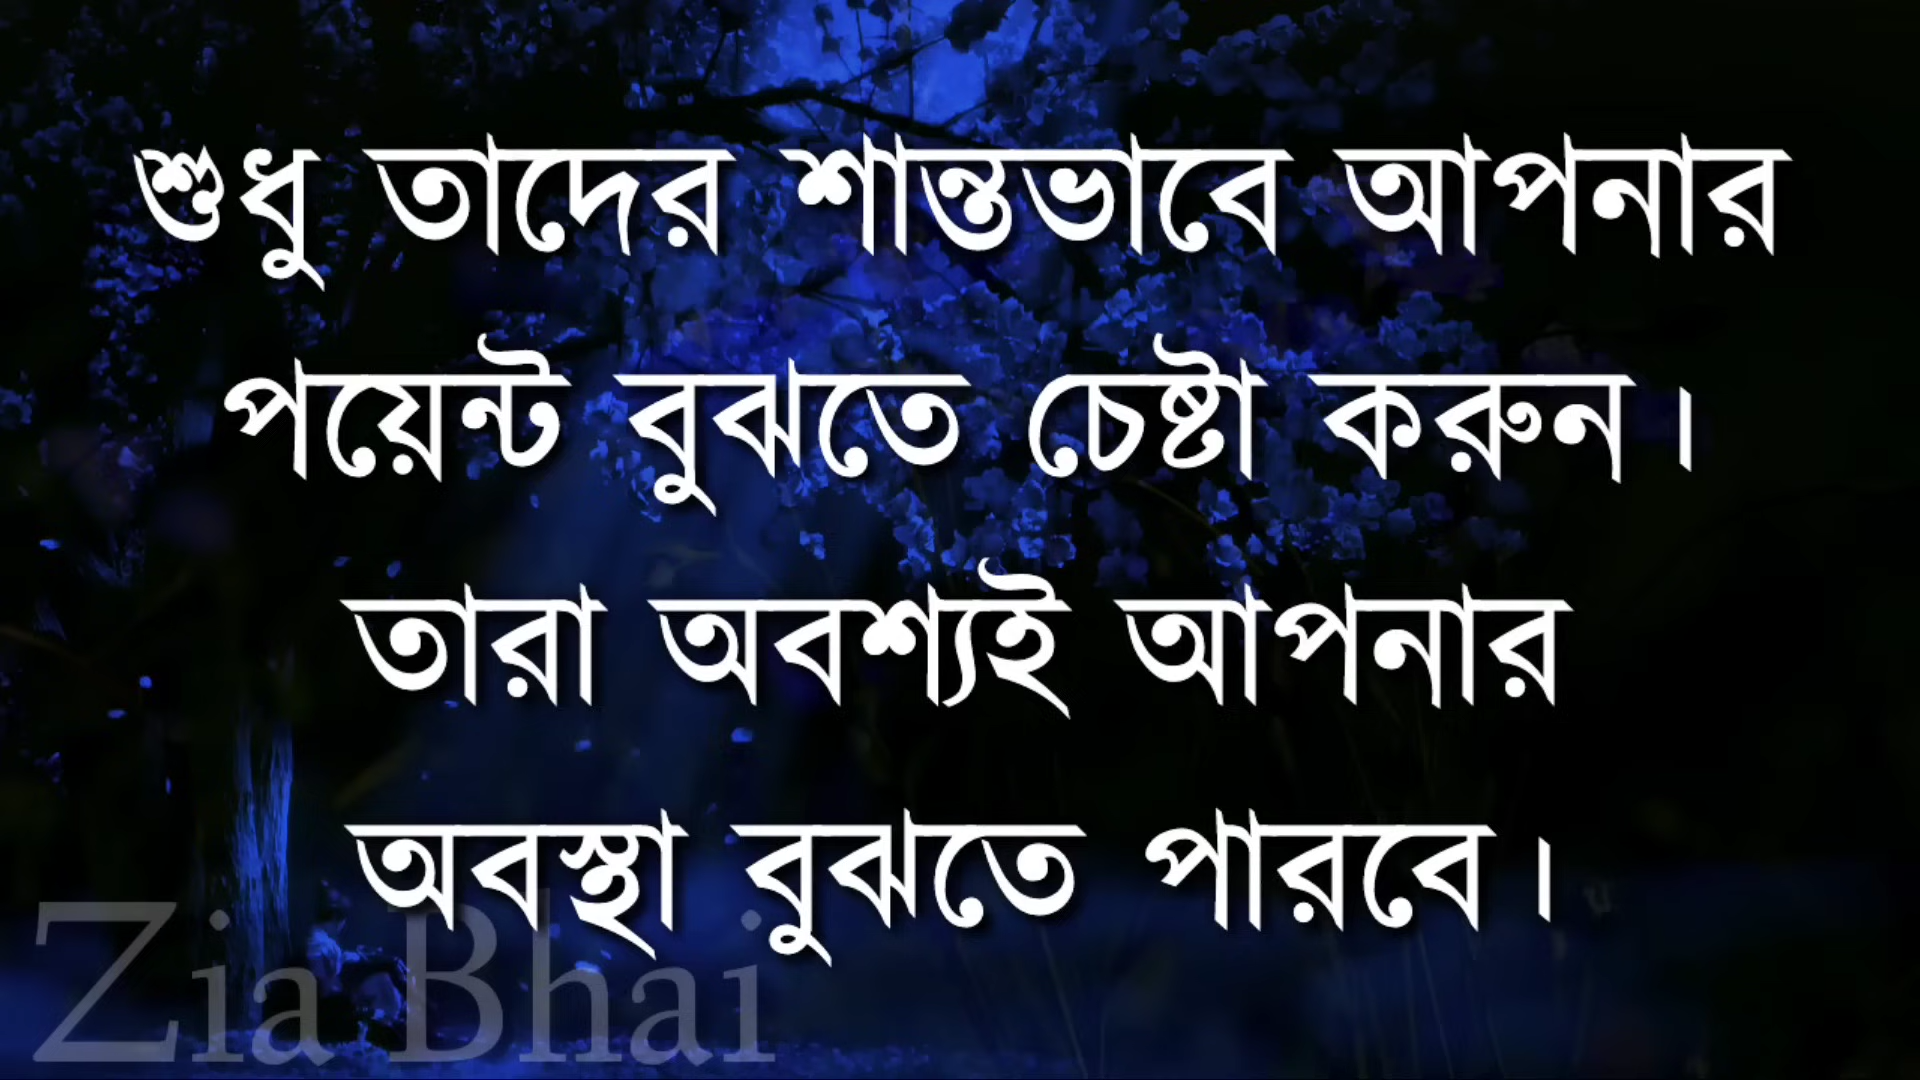 শুধু তাদের শান্তভাবে আপনার
পয়েন্ট বুঝতে চেষ্টা করুন।
তারা অবশ্যই আপনার
অবস্থা বুঝতে পারবে।
Zia Bhai